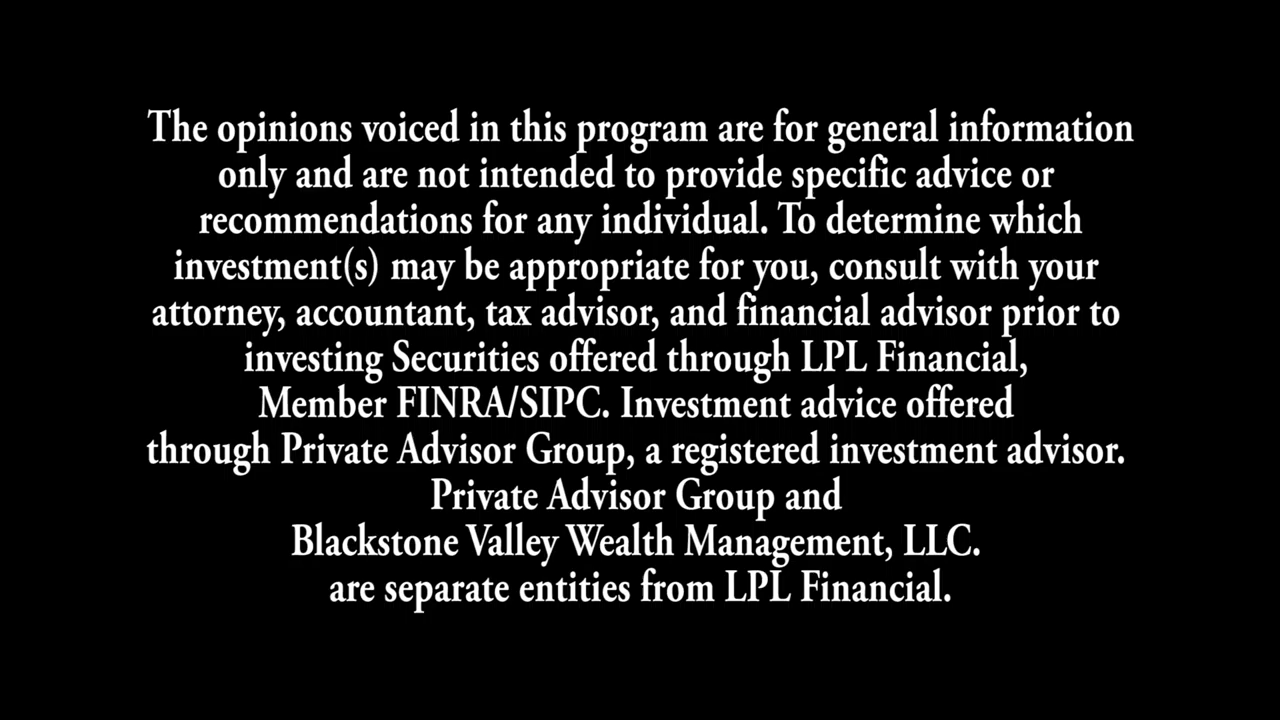 The opinions voiced in this program are for general information
only and are not intended to provide specific advice or
recommendations for any individual. To determine which
investment(s) may be appropriate for you, consult with your
attorney, accountant, tax advisor, and financial advisor prior to
investing Securities offered through LPL Financial,
Member FINRA/SIPC. Investment advice offered
through Private Advisor Group, a registered investment advisor.
Private Advisor Group and
Blackstone Valley Wealth Management, LLC.
are separate entities from LPL Financial.